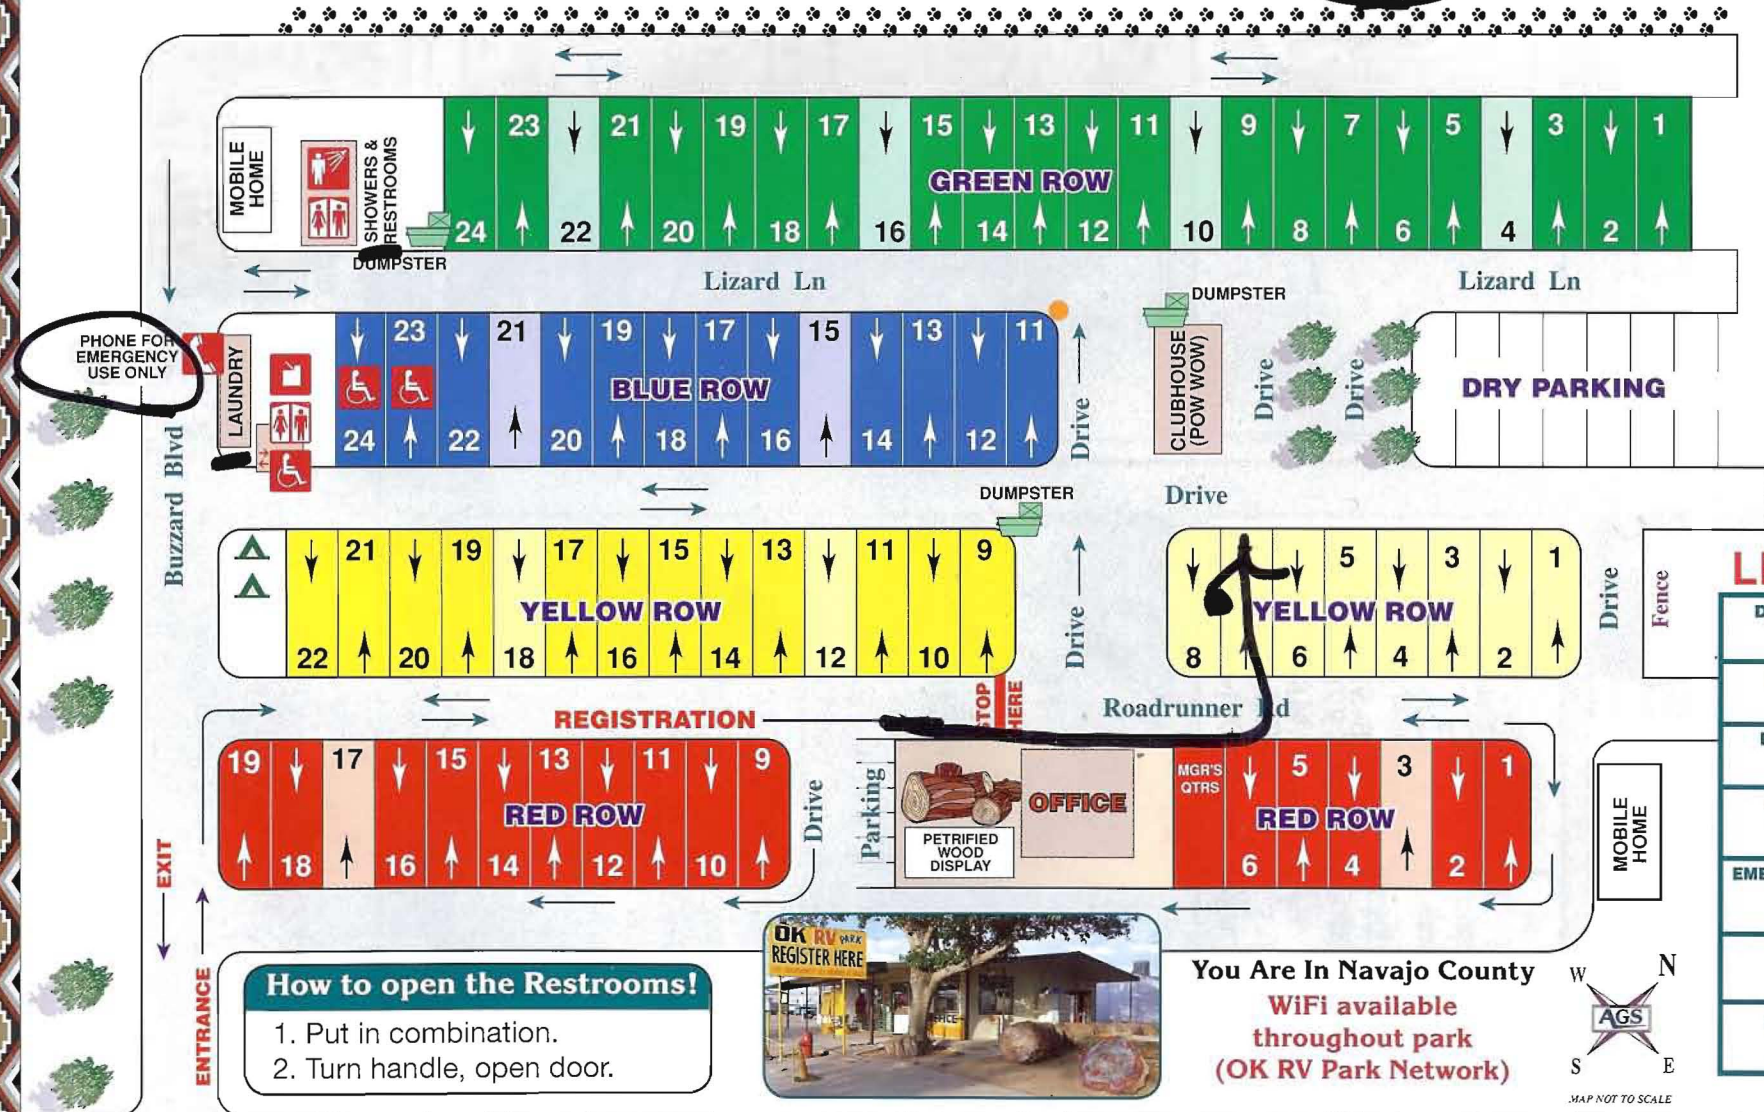 23 21 19 17 15 13 11 9 7 5 3 1
MOBILE
HOME
SHOWERS &
RESTROOMS
GREEN ROW
24 22 20 18 16 14 12 10 8 6 4 2
DUMPSTER
Lizard Ln
Lizard Ln
DUMPSTER
PHONE FOR
EMERGENCY
USE ONLY
LAUNDRY
23 21 19 17 15 13 11
BLUE ROW
24 22 20 18 16 14 12
Drive
CLUBHOUSE
(POW WOW)
Drive
Drive
DRY PARKING
Buzzard Blvd
DUMPSTER
Drive
21 19 17 15 13 11 9
YELLOW ROW
22 20 18 16 14 12 10
Drive
5 3 1
YELLOW ROW
8 6 4 2
Drive
Fence
STOP
HERE
REGISTRATION
Roadrunner Rd
19 17 15 13 11 9
RED ROW
18 16 14 12 10
Drive
Parking
PETRIFIED
WOOD
DISPLAY
OFFICE
MGR'S
QTRS
5 3 1
RED ROW
6 4 2
MOBILE
HOME
EXIT
ENTRANCE
How to open the Restrooms!
1. Put in combination.
2. Turn handle, open door.
OK RV PARK
REGISTER HERE
OFFICE
You Are In Navajo County
WiFi available
throughout park
(OK RV Park Network)
W N
AGS
S E
MAP NOT TO SCALE